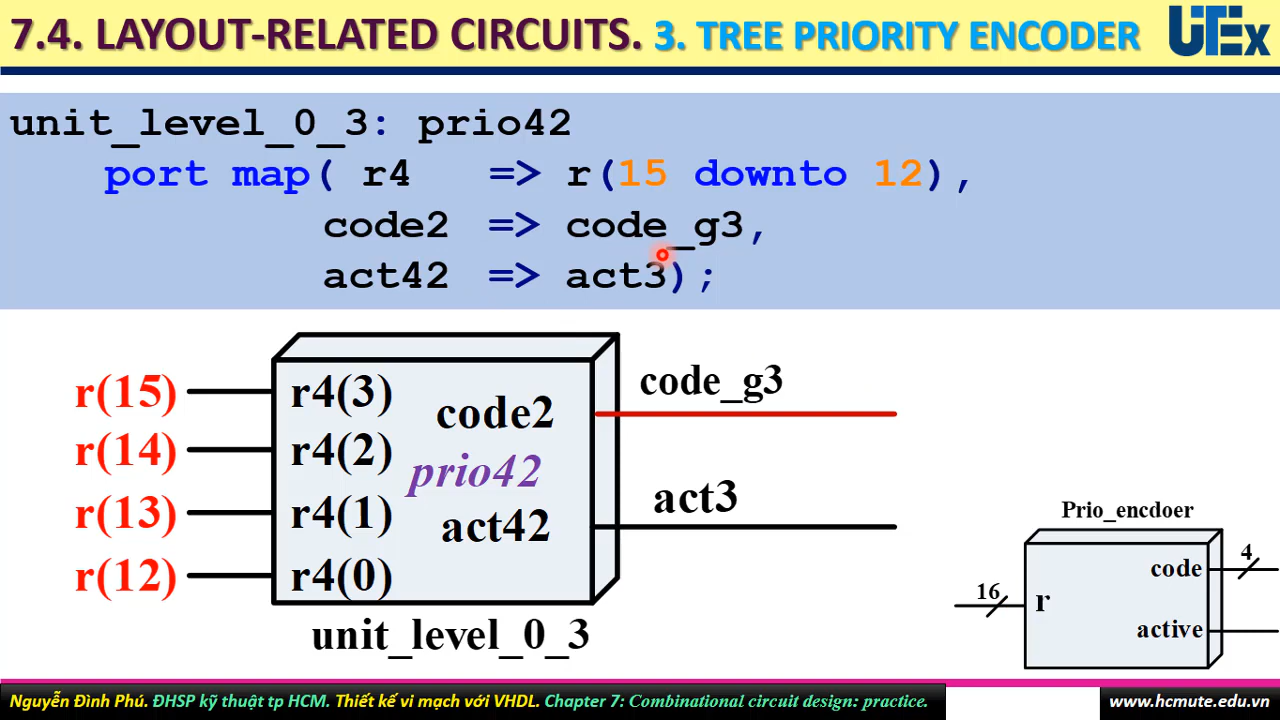 7.4. LAYOUT-RELATED CIRCUITS. 3. TREE PRIORITY ENCODER
UTEx
unit_level_0_3: prio42
port map( r4 => r(15 downto 12),
code2 => code_g3,
act42 => act3);
r(15) r4(3) code2 code_g3
r(14) r4(2) prio42
r(13) r4(1) act42 act3
r(12) r4(0)
unit_level_0_3
Prio_encdoer
code 4
16 r
active
Nguyễn Đình Phú. ĐHSP kỹ thuật tp HCM. Thiết kế vi mạch với VHDL. Chapter 7: Combinational circuit design: practice.
www.hcmute.edu.vn